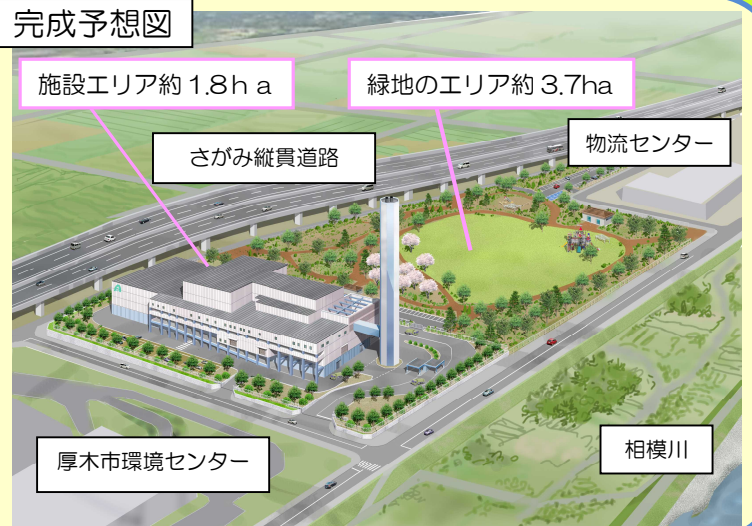 完成予想図
施設エリア約1.8ha
緑地のエリア約3.7ha
さがみ縦貫道路
物流センター
厚木市環境センター
相模川